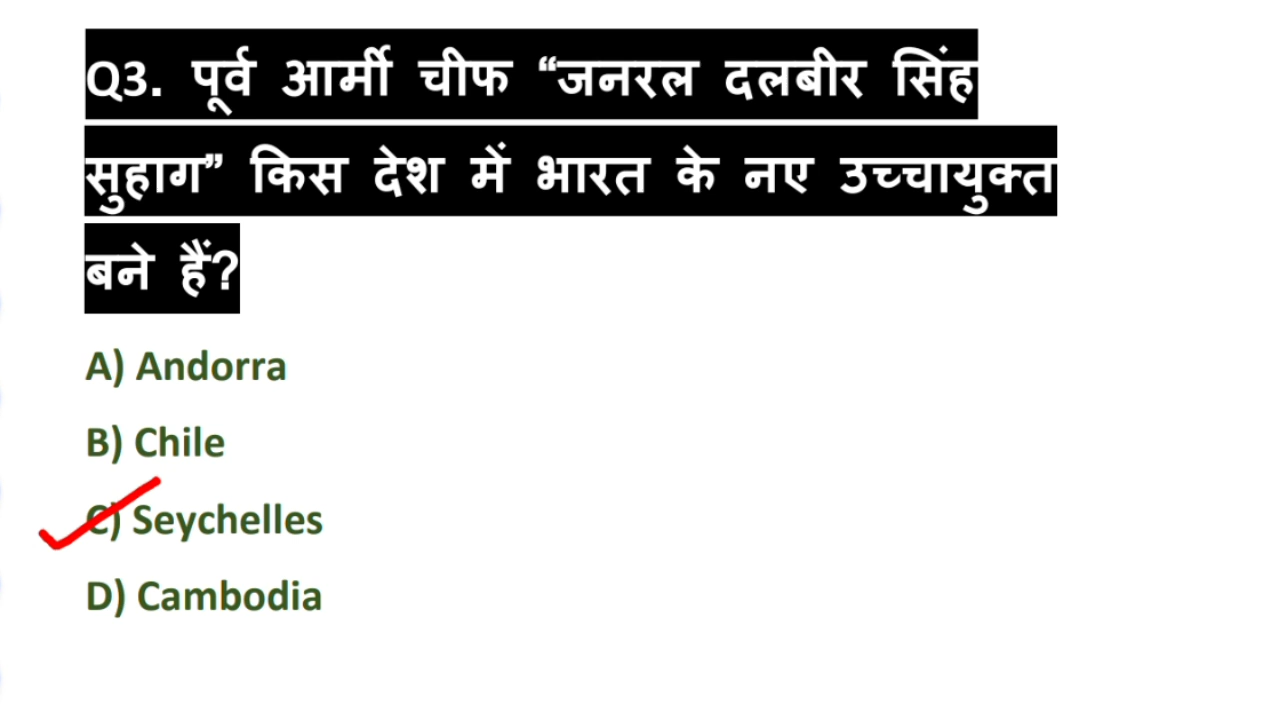 Q3. पूर्व आर्मी चीफ “जनरल दलबीर सिंह
सुहाग” किस देश में भारत के नए उच्चायुक्त
बने हैं?
A) Andorra
B) Chile
C) Seychelles
D) Cambodia